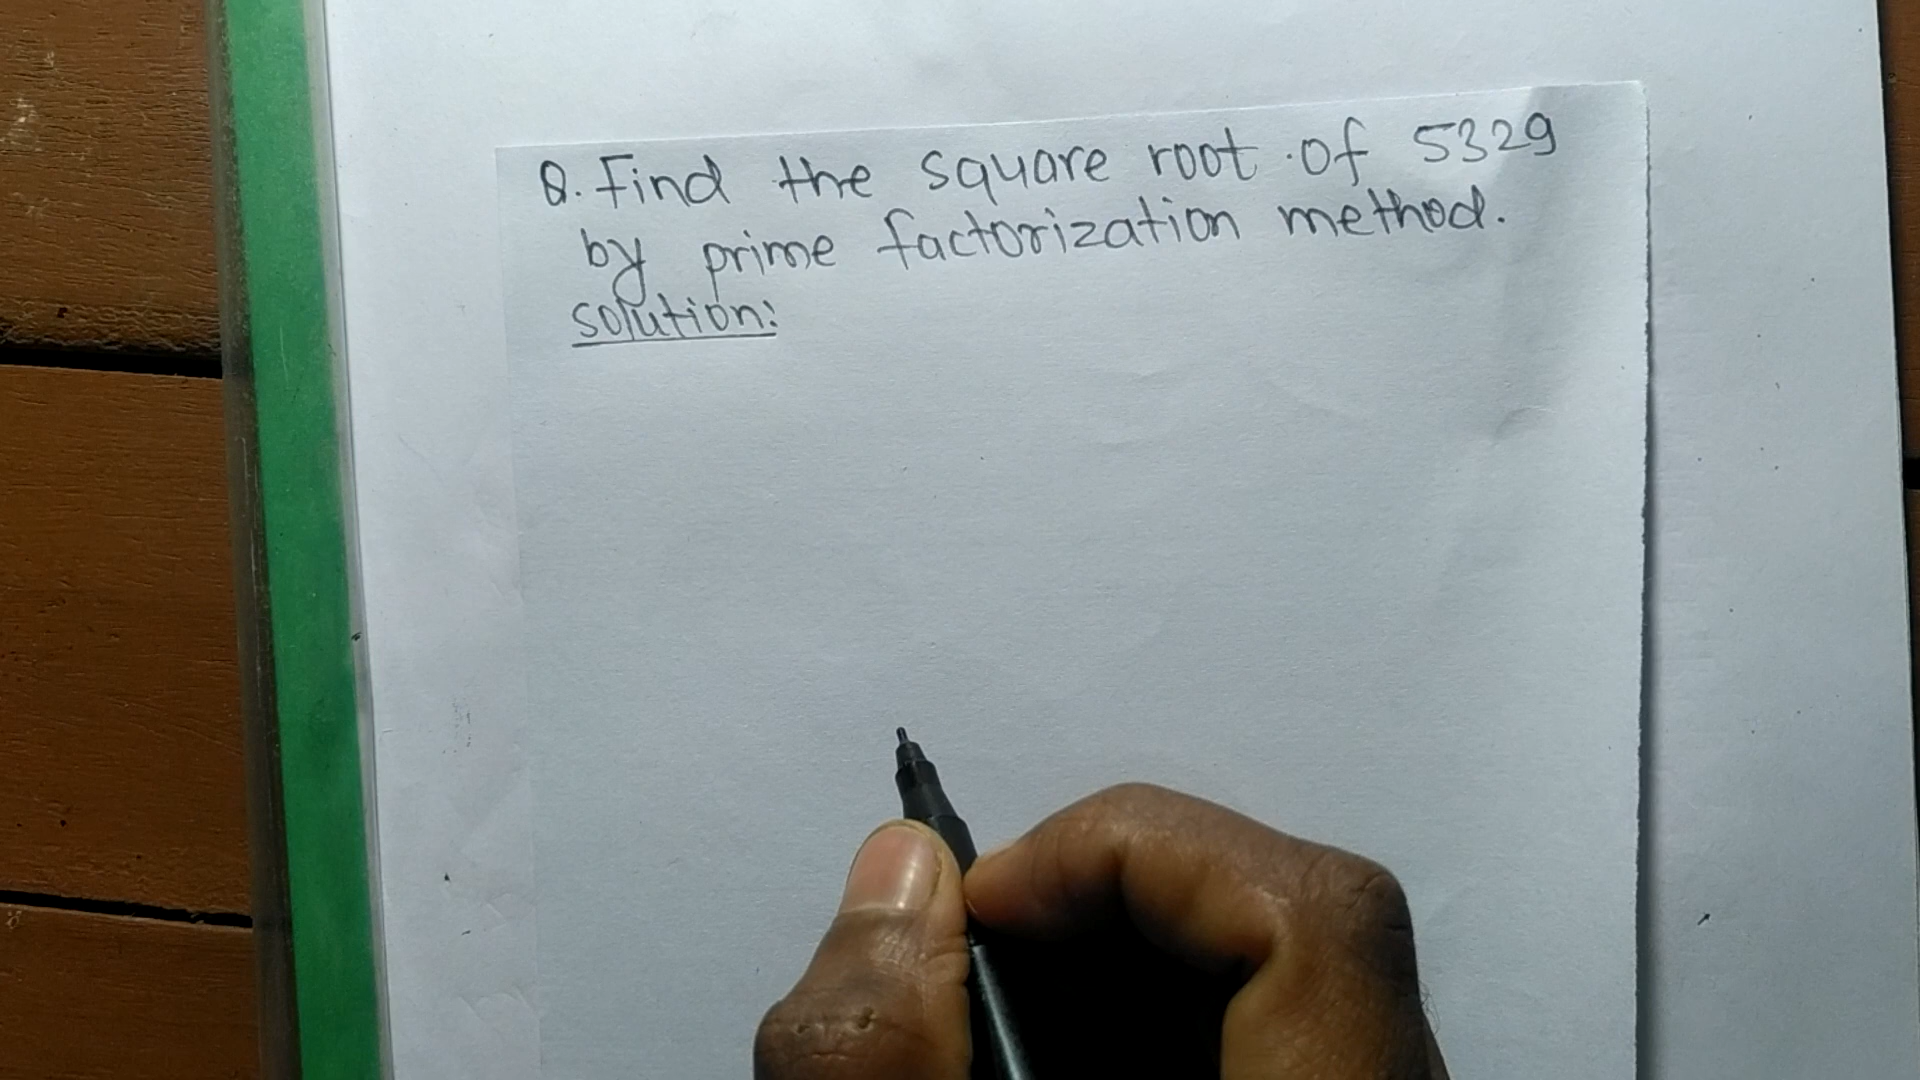 Q. Find the square root of 5329
by prime factorization method.
solution: